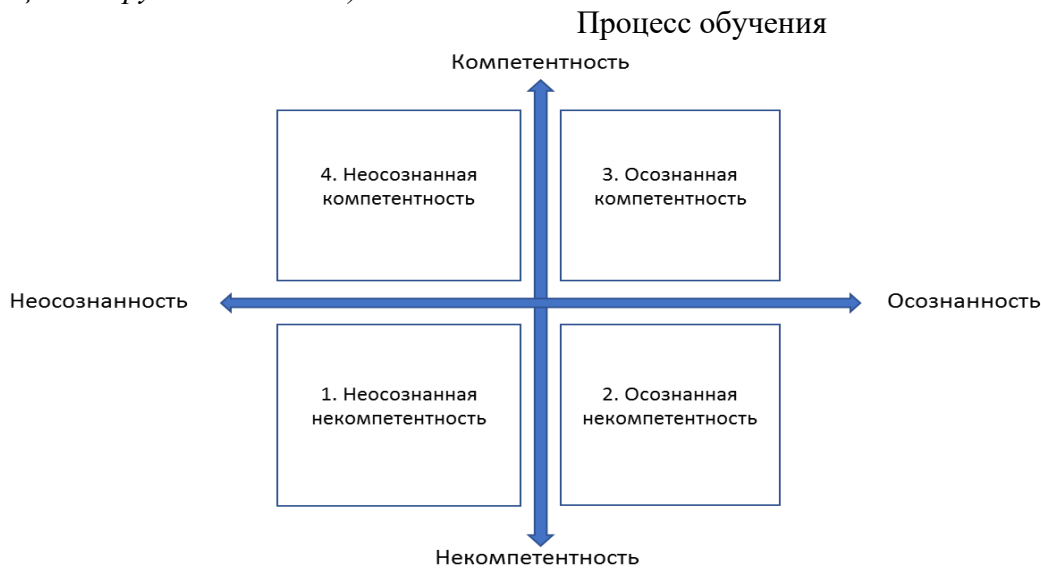 Процесс обучения
Компетентность
4. Неосознанная
компетентность
3. Осознанная
компетентность
Неосознанность
Осознанность
1. Неосознанная
некомпетентность
2. Осознанная
некомпетентность
Некомпетентность